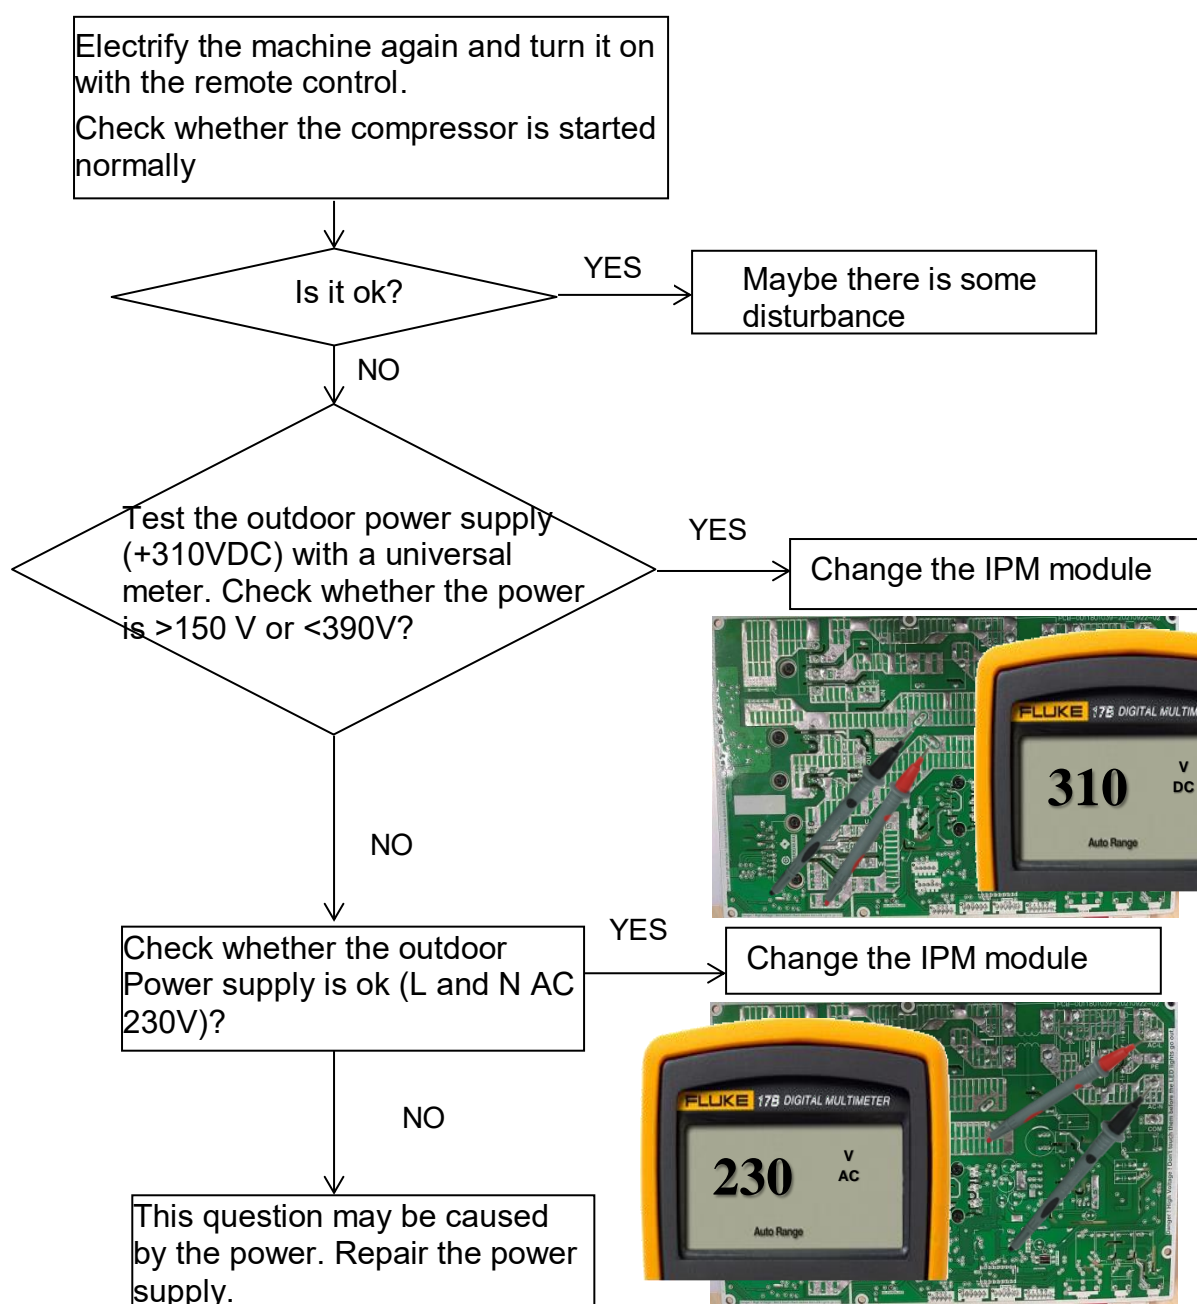 Electrify the machine again and turn it on
with the remote control.
Check whether the compressor is started
normally
Is it ok?
YES
Maybe there is some
disturbance
NO
Test the outdoor power supply
(+310VDC) with a universal
meter. Check whether the power
is >150 V or <390V?
YES
Change the IPM module
FLUKE 17B DIGITAL MULTIM
310
V
DC
Auto Range
NO
Check whether the outdoor
Power supply is ok (L and N AC
230V)?
YES
Change the IPM module
AC-L
PE
AC-N
COM
FLUKE 17B DIGITAL MULTIMETER
230
V
AC
Auto Range
NO
This question may be caused
by the power. Repair the power
supply.